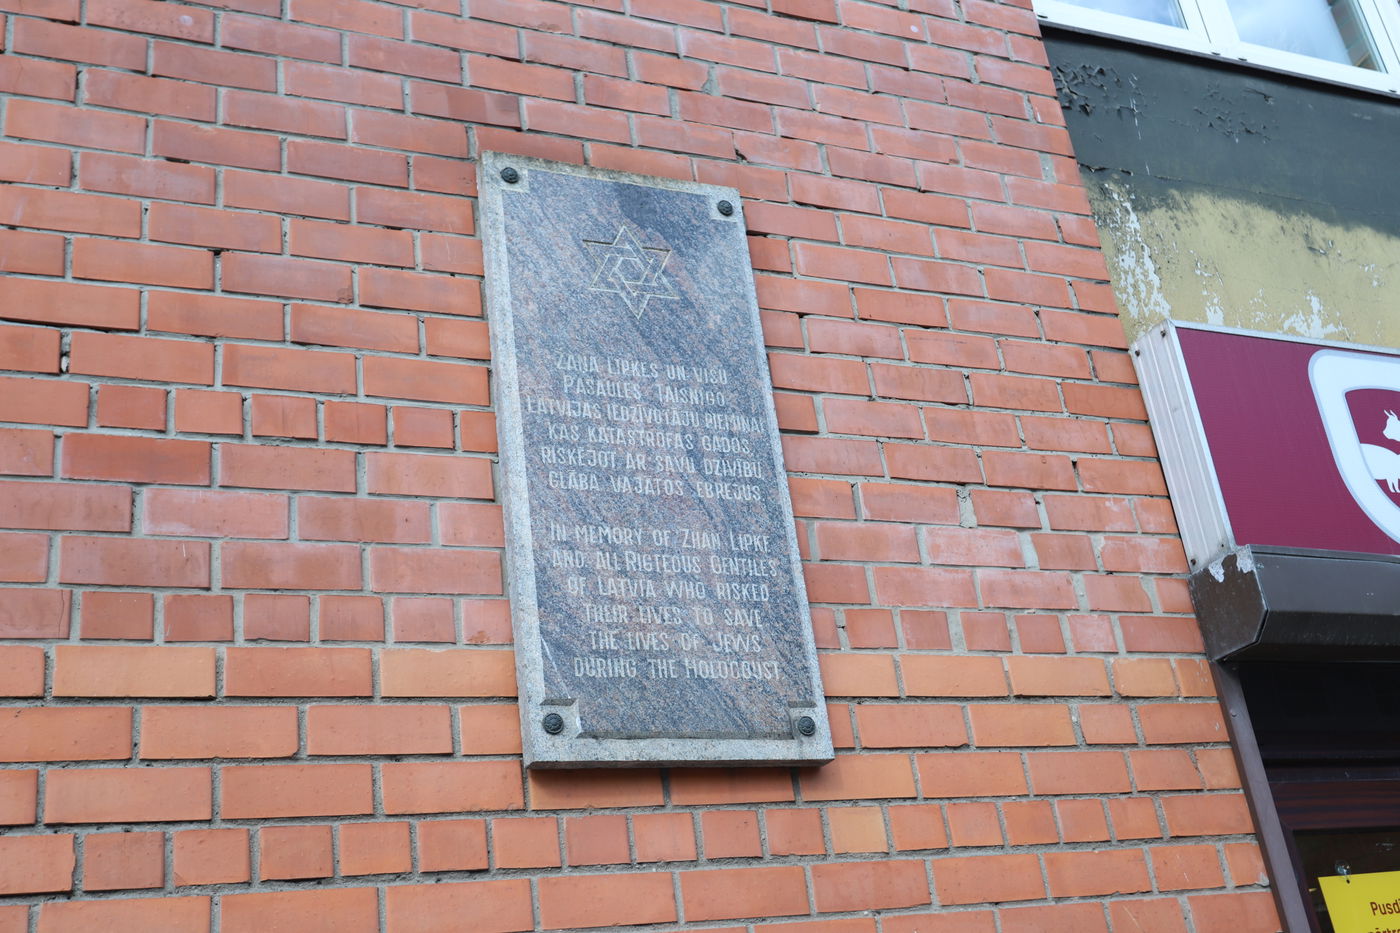 ŽAŅA LIPKES UN VISU
PASAULES TAISNĪGO
LATVIJAS IEDZĪVOTĀJU PIEMIŅAI
KAS KATASTROFAS GADOS,
RISKĒJOT AR SAVU DZĪVĪBU,
GLĀBA VAJĀTOS EBREJUS.
IN MEMORY OF ZHAN LIPKE
AND ALL RIGTEOUS GENTILES
OF LATVIA WHO RISKED
THEIR LIVES TO SAVE
THE LIVES OF JEWS
DURING THE HOLOCOUST